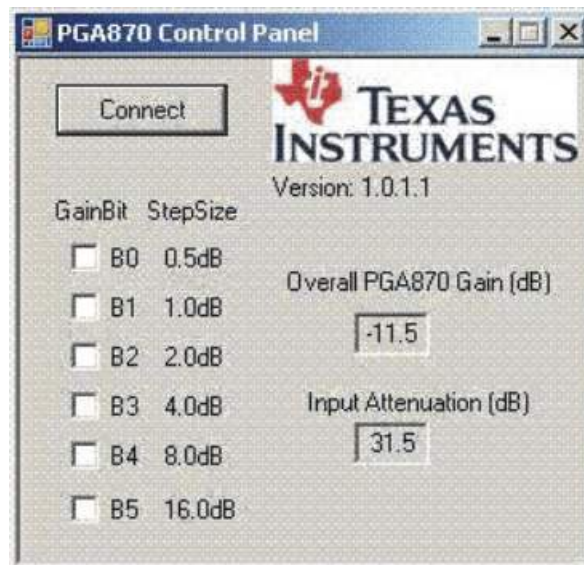 PGA870 Control Panel
Connect
TEXAS
INSTRUMENTS
Version: 1.0.1.1
GainBit StepSize
B0 0.5dB
B1 1.0dB
B2 2.0dB
B3 4.0dB
B4 8.0dB
B5 16.0dB
Overall PGA870 Gain (dB)
-11.5
Input Attenuation (dB)
31.5